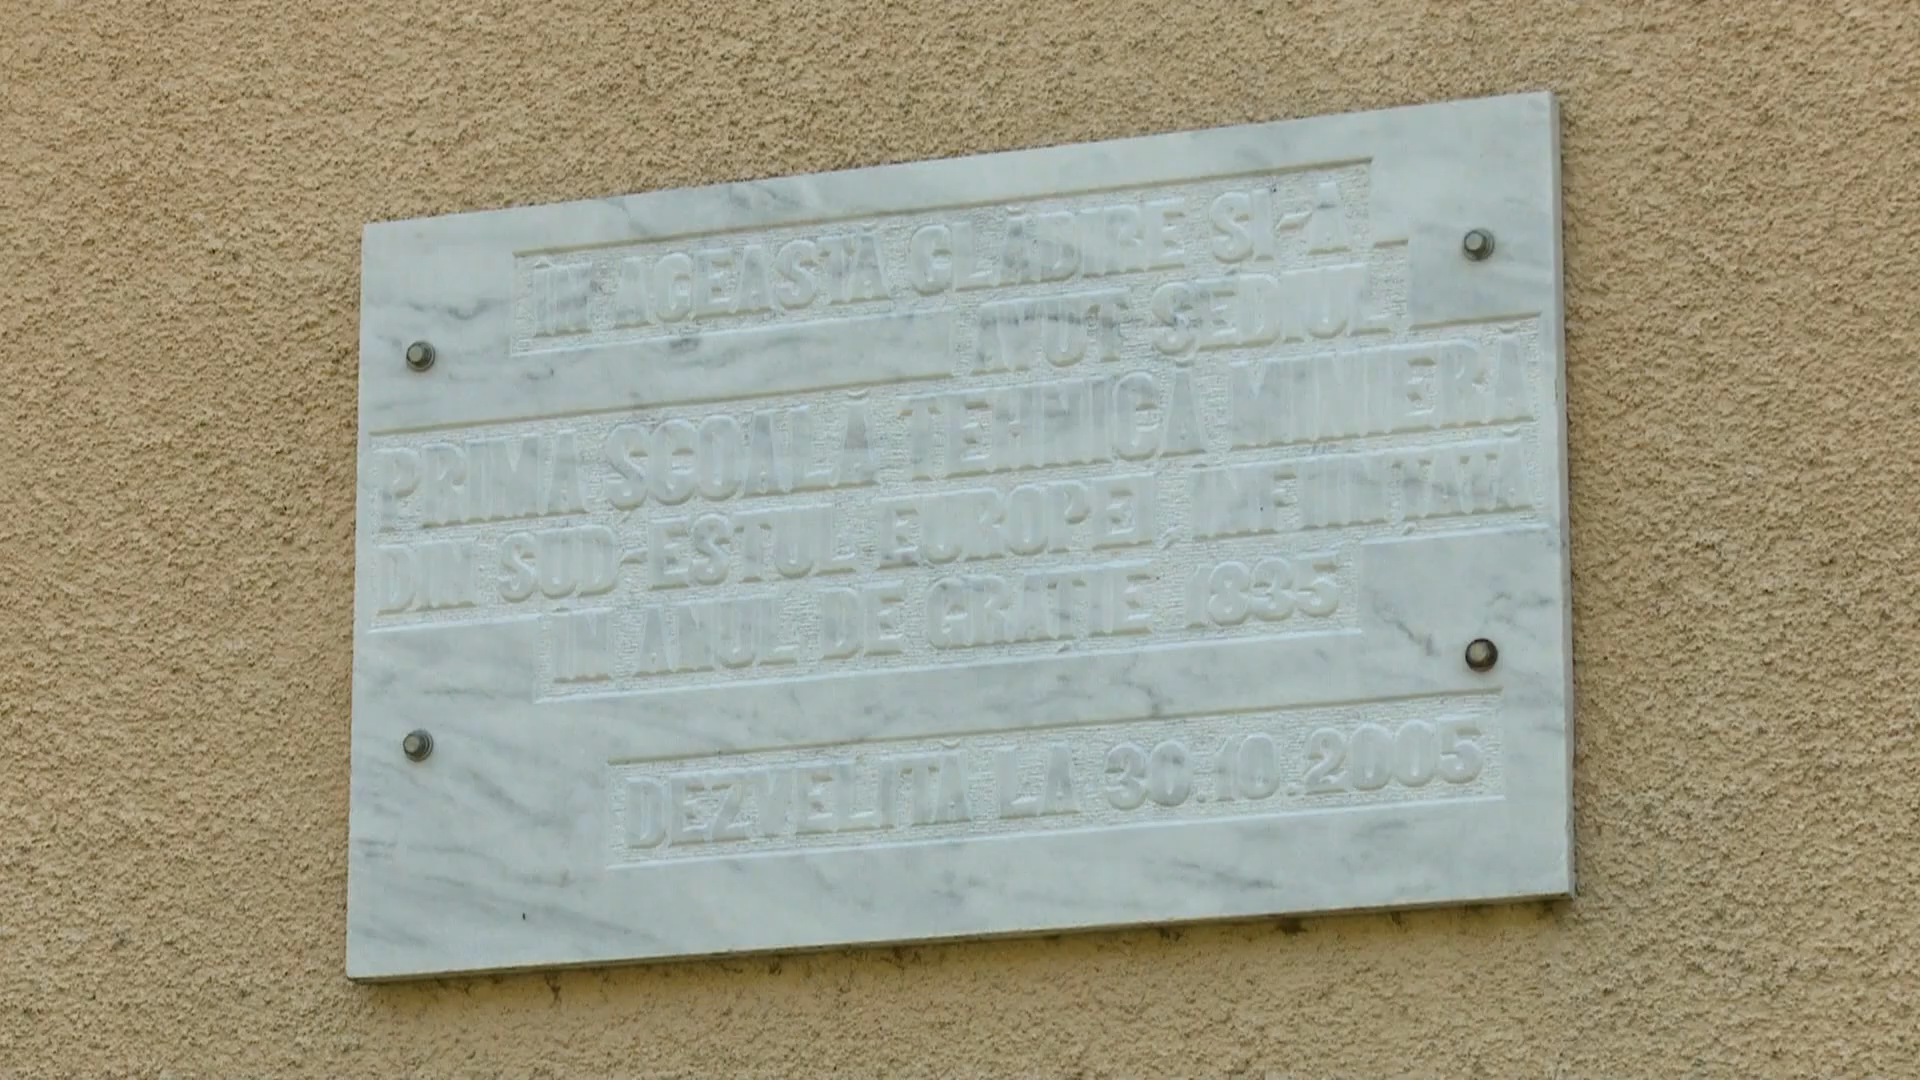 ÎN ACEASTĂ CLĂDIRE SI-A
AVUT SEDIUL
PRIMA ȘCOALĂ TEHNICĂ MINIERĂ
DIN SUD-ESTUL EUROPEI, ÎNFIINȚATĂ
ÎN ANUL DE GRAȚIE 1835
DEZVELITĂ LA 30.10.2005